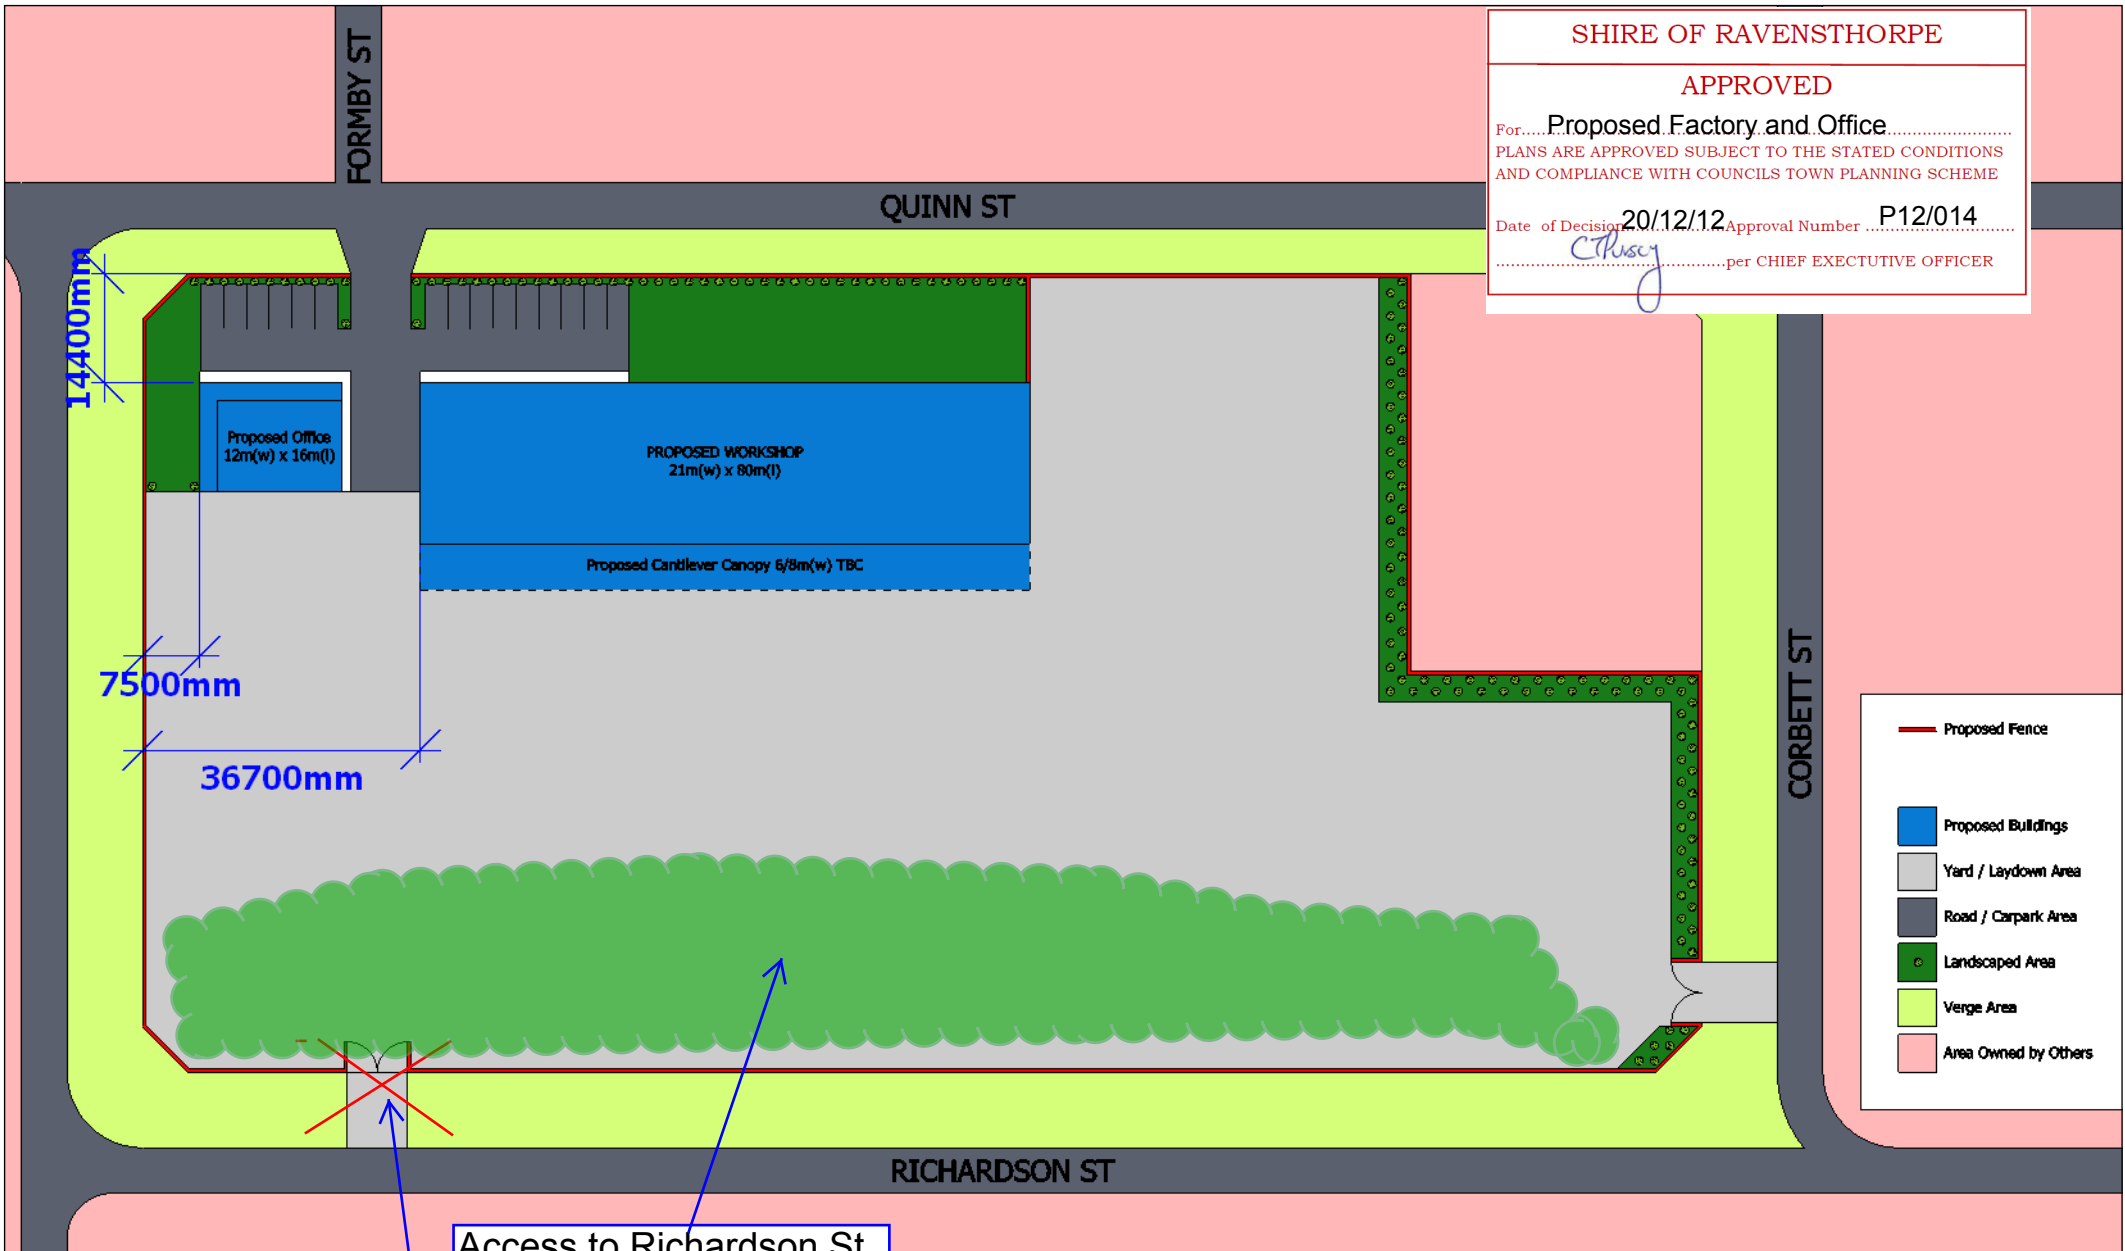 FORMBY ST
SHIRE OF RAVENSTHORPE
APPROVED
For.....Proposed Factory and Office.....
PLANS ARE APPROVED SUBJECT TO THE STATED CONDITIONS
AND COMPLIANCE WITH COUNCILS TOWN PLANNING SCHEME
Date of Decision 20/12/12 Approval Number P12/014
per CHIEF EXECTUTIVE OFFICER
QUINN ST
14400mm
Proposed Office
12m(w) x 16m(l)
PROPOSED WORKSHOP
21m(w) x 80m(l)
Proposed Cantilever Canopy 6/8m(w) TBC
7500mm
36700mm
CORBETT ST
Proposed Fence
Proposed Buildings
Yard / Laydown Area
Road / Carpark Area
Landscaped Area
Verge Area
Area Owned by Others
RICHARDSON ST
Access to Richardson St